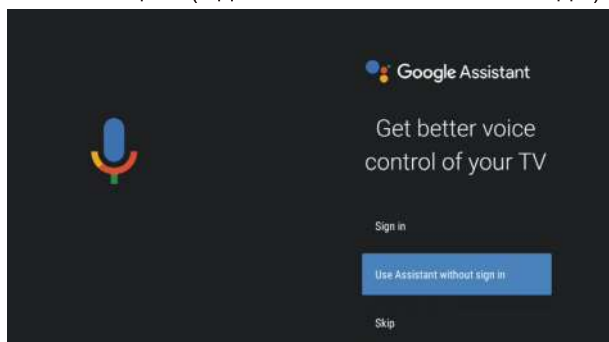 Google Assistant
Get better voice
control of your TV
Sign in
Use Assistant without sign in
Skip